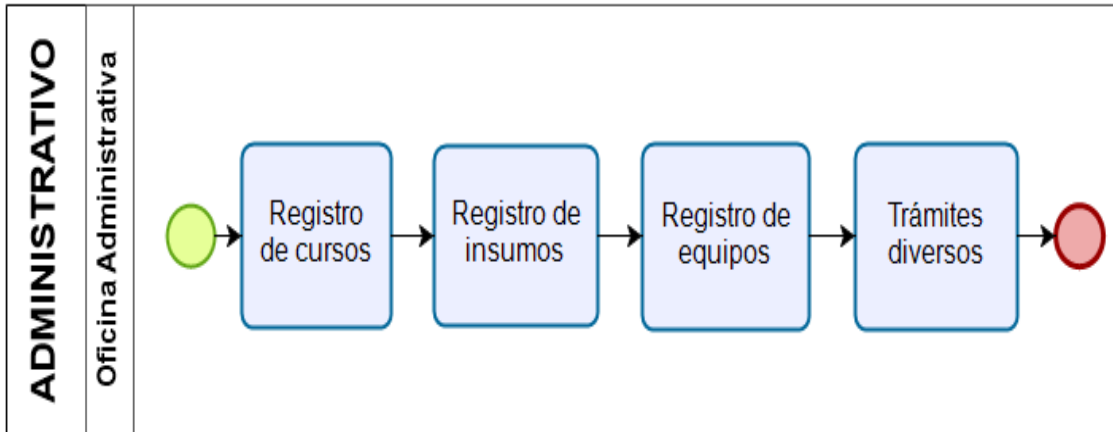 ADMINISTRATIVO
Oficina Administrativa
Registro
de cursos
Registro de
insumos
Registro de
equipos
Trámites
diversos